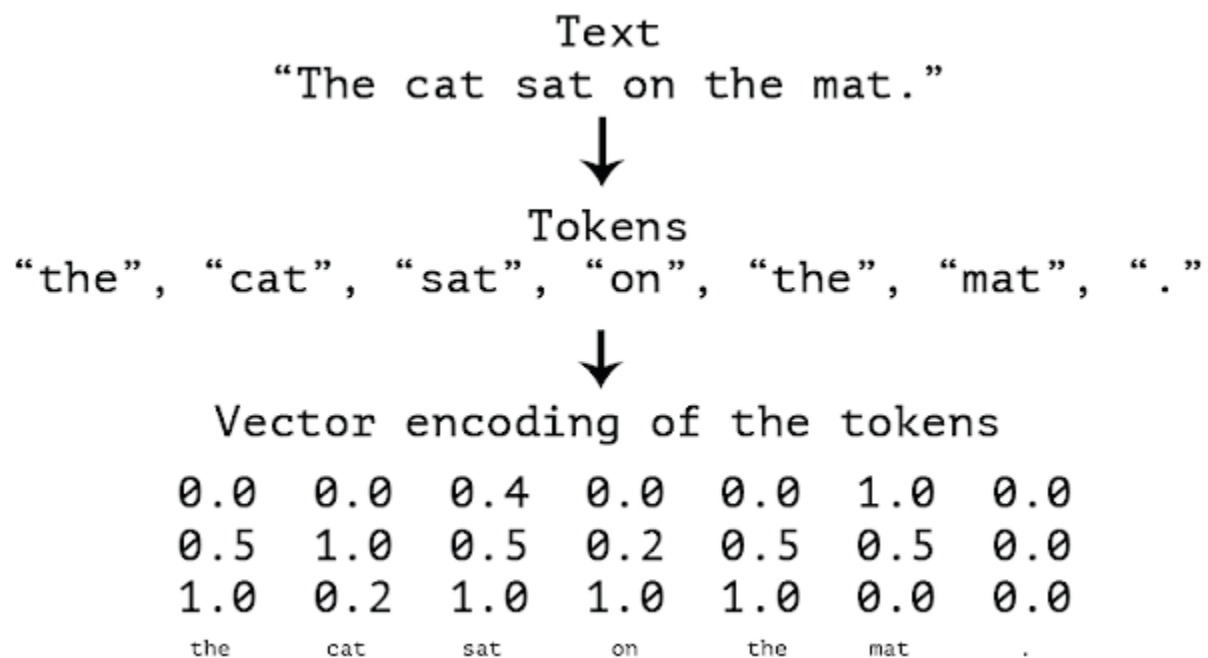 Text
“The cat sat on the mat.”
Tokens
“the”, “cat”, “sat”, “on”, “the”, “mat”, “.”
Vector encoding of the tokens
0.0 0.0 0.4 0.0 0.0 1.0 0.0
0.5 1.0 0.5 0.2 0.5 0.5 0.0
1.0 0.2 1.0 1.0 1.0 0.0 0.0
the cat sat on the mat .